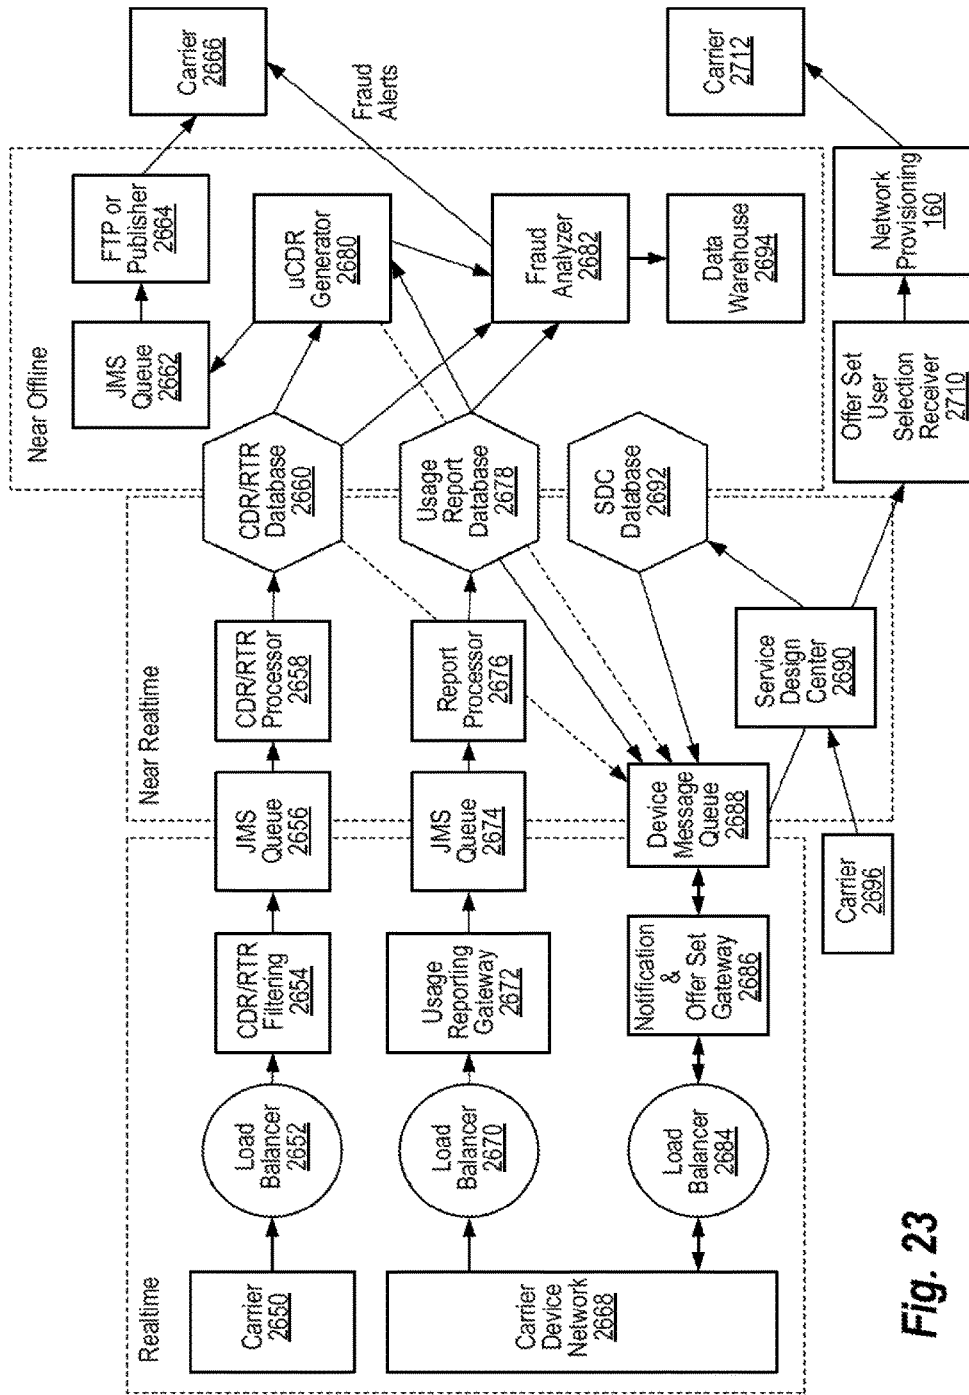 Realtime
Near Realtime
Near Offline
Carrier
2650
Load
Balancer
2652
CDR/RTR
Filtering
2654
JMS
Queue
2656
CDR/RTR
Processor
2658
CDR/RTR
Database
2660
JMS
Queue
2662
FTP or
Publisher
2664
Carrier
2666
uCDR
Generator
2680
Fraud
Alerts
Carrier
Device
Network
2668
Load
Balancer
2670
Usage
Reporting
Gateway
2672
JMS
Queue
2674
Report
Processor
2676
Usage
Report
Database
2678
Fraud
Analyzer
2682
Load
Balancer
2684
Notification
&
Offer Set
Gateway
2686
Device
Message
Queue
2688
SDC
Database
2692
Data
Warehouse
2694
Carrier
2696
Service
Design
Center
2690
Offer Set
User
Selection
Receiver
2710
Network
Provisioning
160
Carrier
2712
Fig. 23